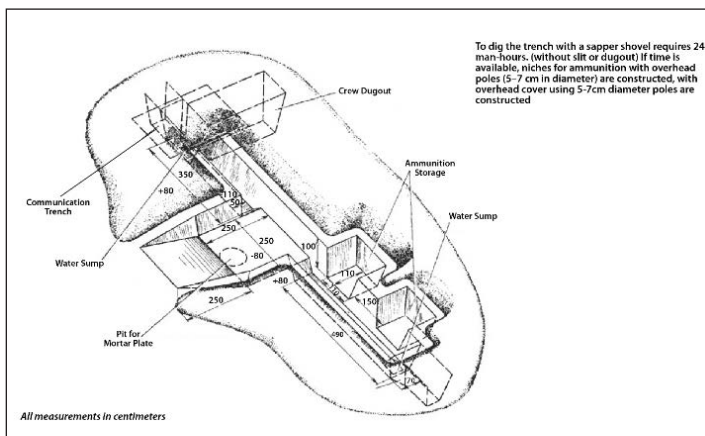 To dig the trench with a sapper shovel requires 24
man-hours. (without slit or dugout) If time is
available, niches for ammunition with overhead
poles (5–7 cm in diameter) are constructed, with
overhead cover using 5-7cm diameter poles are
constructed
Crew Dugout
Ammunition
Storage
Communication
Trench
350
+80
110
50
Water Sump
Water Sump
250
250
100
-80
110
+80
150
250
Pit for
Mortar Plate
490
All measurements in centimeters